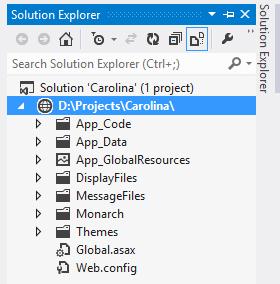 Solution Explorer
Search Solution Explorer (Ctrl+;)
Solution 'Carolina' (1 project)
D:\Projects\Carolina\
App_Code
App_Data
App_GlobalResources
DisplayFiles
MessageFiles
Monarch
Themes
Global.asax
Web.config
Solution Explorer